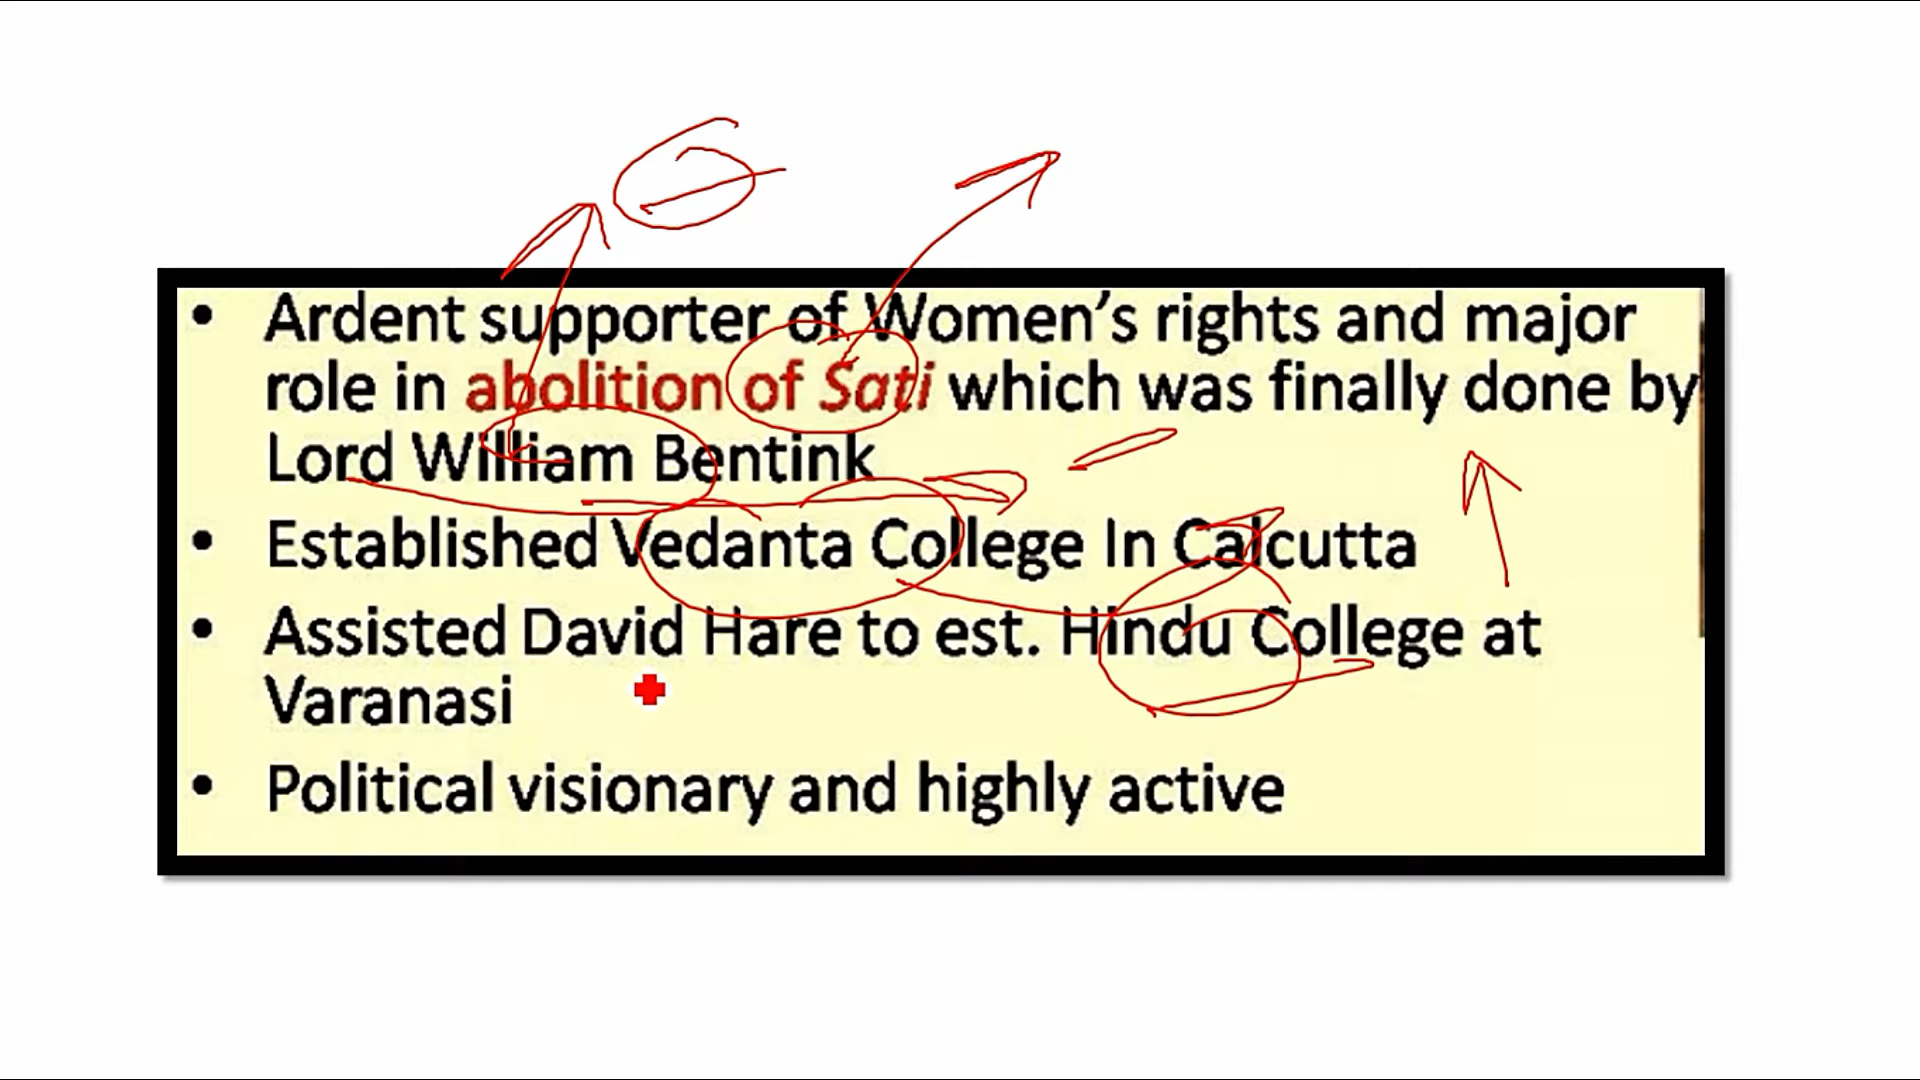 • Ardent supporter of Women's rights and major
role in abolition of Sati which was finally done by
Lord William Bentink
• Established Vedanta College In Calcutta
• Assisted David Hare to est. Hindu College at
Varanasi
• Political visionary and highly active